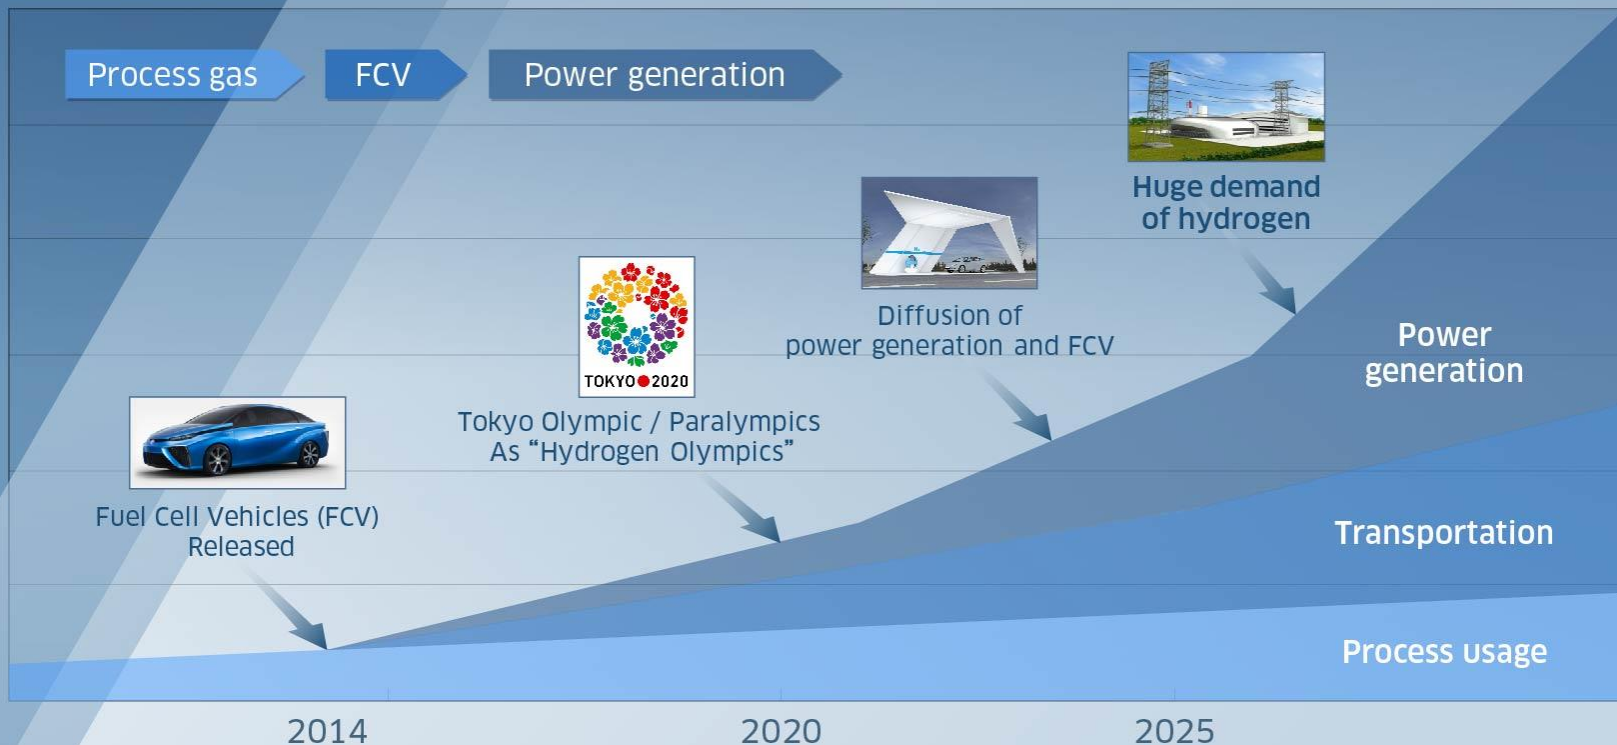 Process gas
FCV
Power generation
Huge demand
of hydrogen
Diffusion of
power generation and FCV
TOKYO 2020
Tokyo Olympic / Paralympics
As “Hydrogen Olympics”
Fuel Cell Vehicles (FCV)
Released
Power
generation
Transportation
Process usage
2014
2020
2025